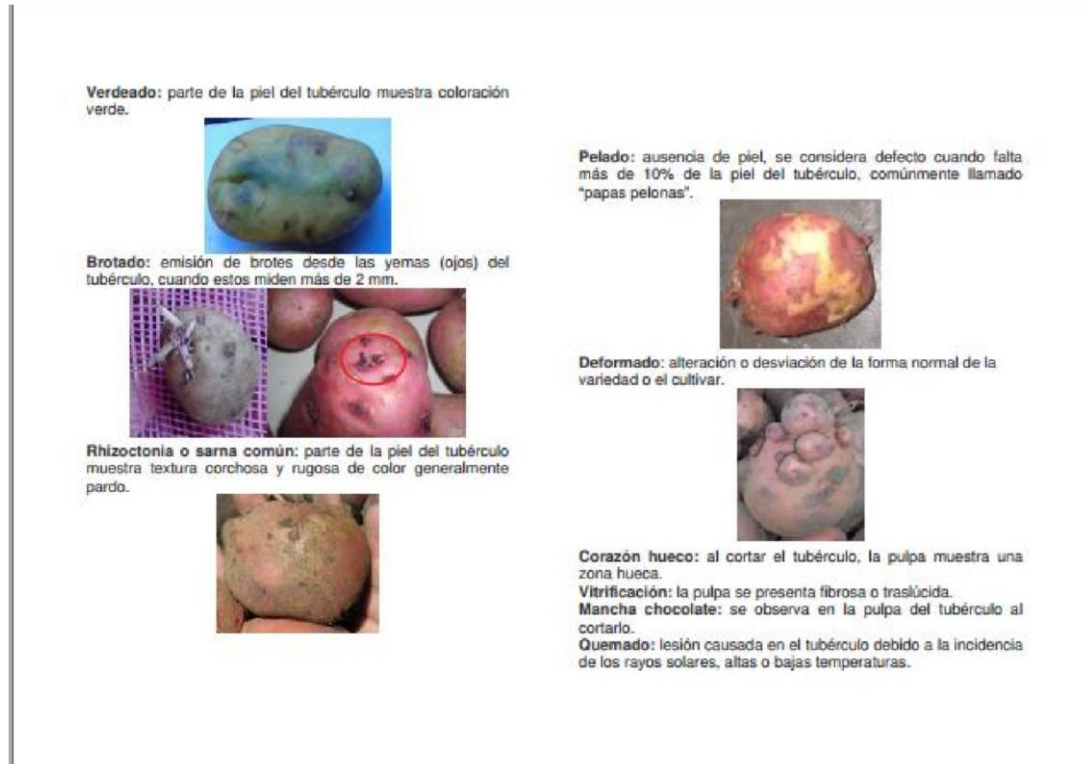 Verdeado: parte de la piel del tubérculo muestra coloración
verde.
Brotado: emisión de brotes desde las yemas (ojos) del
tubérculo, cuando estos miden más de 2 mm.
Rhizoctonia o sarna común: parte de la piel del tubérculo
muestra textura corchosa y rugosa de color generalmente
pardo.
Pelado: ausencia de piel, se considera defecto cuando falta
más de 10% de la piel del tubérculo, comúnmente llamado
"papas pelonas".
Deformado: alteración o desviación de la forma normal de la
variedad o el cultivar.
Corazón hueco: al cortar el tubérculo, la pulpa muestra una
zona hueca.
Vitrificación: la pulpa se presenta fibrosa o traslúcida.
Mancha chocolate: se observa en la pulpa del tubérculo al
cortarlo.
Quemado: lesión causada en el tubérculo debido a la incidencia
de los rayos solares, altas o bajas temperaturas.